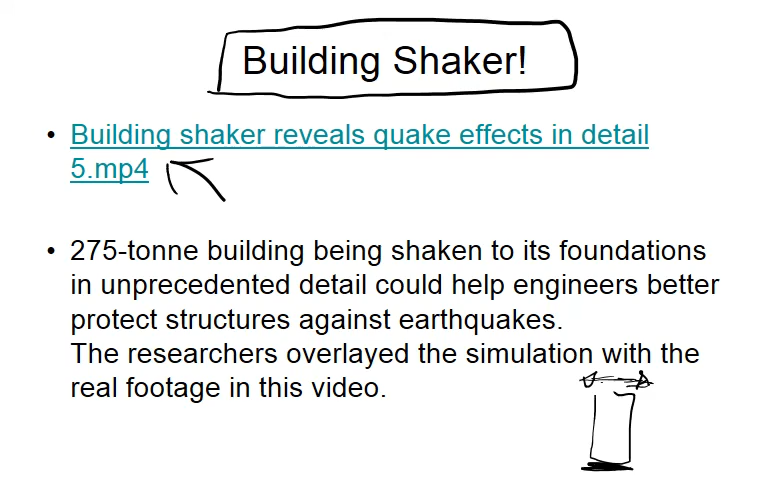 Building Shaker!
• Building shaker reveals quake effects in detail
5.mp4
• 275-tonne building being shaken to its foundations
in unprecedented detail could help engineers better
protect structures against earthquakes.
The researchers overlayed the simulation with the
real footage in this video.